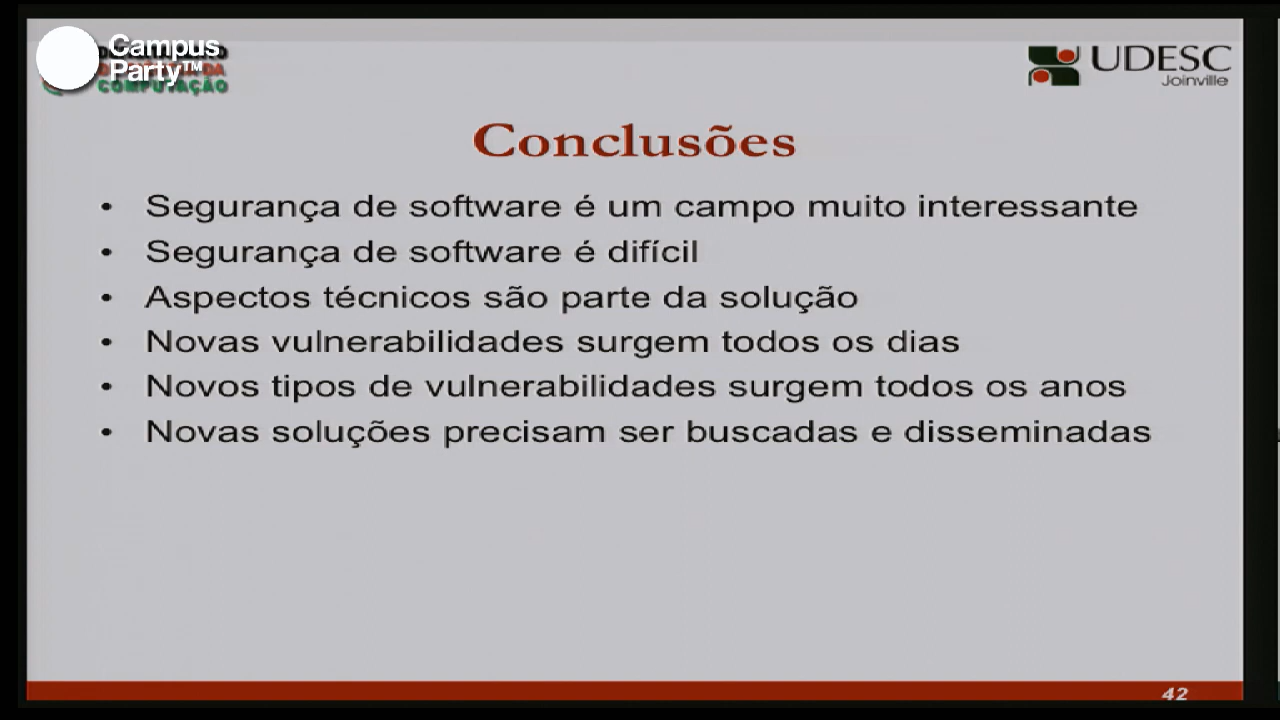 Campus
Party™
COMPUTAÇÃO
UDESC
Joinville
Conclusões
• Segurança de software é um campo muito interessante
• Segurança de software é difícil
• Aspectos técnicos são parte da solução
• Novas vulnerabilidades surgem todos os dias
• Novos tipos de vulnerabilidades surgem todos os anos
• Novas soluções precisam ser buscadas e disseminadas
42